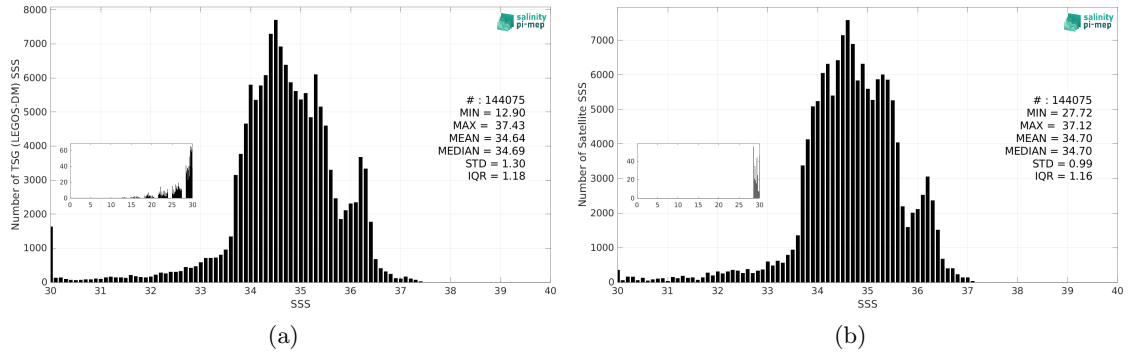 8000
7000
6000
5000
4000
3000
2000
1000
0
Number of TSG (LEGOS-DM) SSS
salinity
pi-mep
# : 144075
MIN = 12.90
MAX = 37.43
MEAN = 34.64
MEDIAN = 34.69
STD = 1.30
IQR = 1.18
60
40
20
0
0 5 10 15 20 25 30
30 31 32 33 34 35 36 37 38 39 40
SSS
(a)
7000
6000
5000
4000
3000
2000
1000
0
Number of Satellite SSS
salinity
pi-mep
# : 144075
MIN = 27.72
MAX = 37.12
MEAN = 34.70
MEDIAN = 34.70
STD = 0.99
IQR = 1.16
40
20
0
0 5 10 15 20 25 30
30 31 32 33 34 35 36 37 38 39 40
SSS
(b)